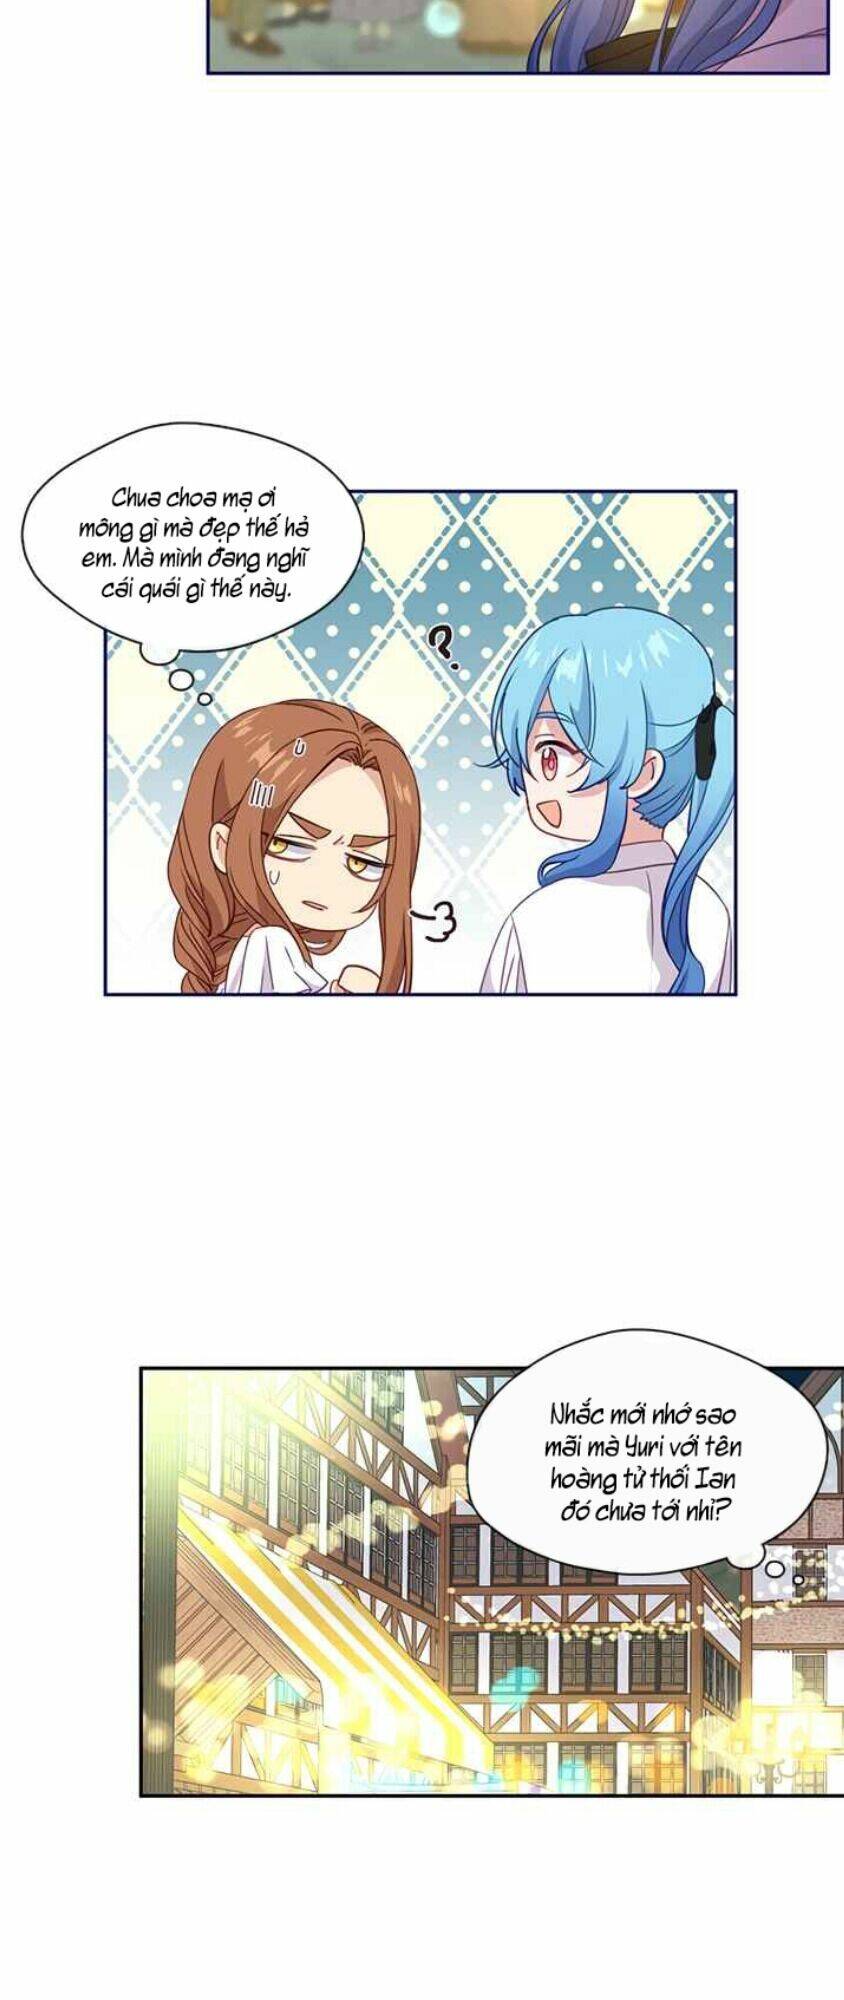 Chua choa mạ ơi
mông gì mà đẹp thế hả
em. Mà mình đang nghĩ
cái quái gì thế này.
?
Nhắc mới nhớ sao
mãi mà Yuri với tên
hoàng tử thối Ian
đó chưa tới nhỉ?